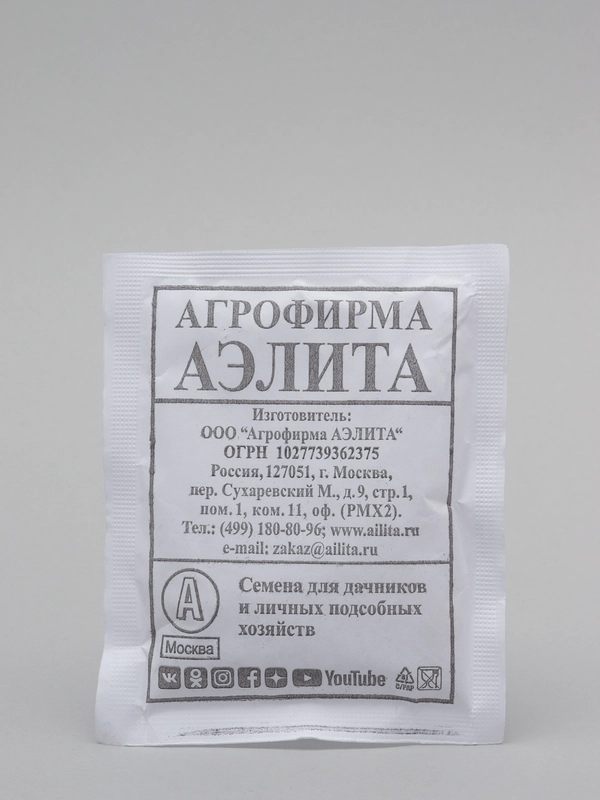 АГРОФИРМА
АЭЛИТА
Изготовитель:
ООО “Агрофирма АЭЛИТА“
ОГРН 1027739362375
Россия, 127051, г. Москва,
пер. Сухаревский М., д. 9, стр. 1,
пом. 1, ком. 11, оф. (РМХ2).
Тел.: (499) 180-80-96; www.ailita.ru
e-mail: zakaz@ailita.ru
А
Москва
Семена для дачников
и личных подсобных
хозяйств
YouTube
С/PAP